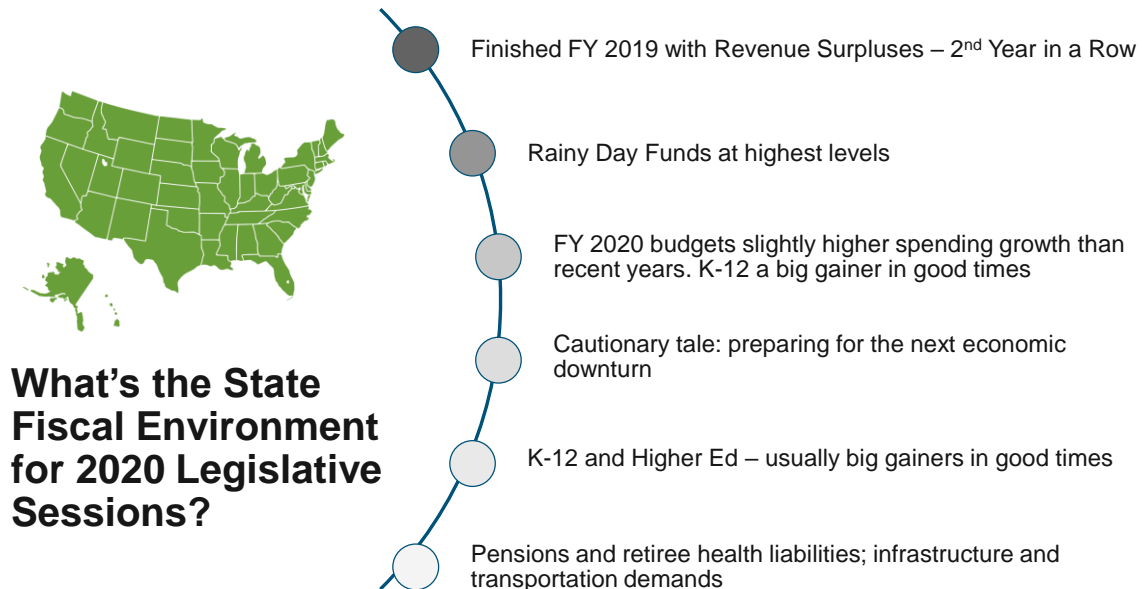 Finished FY 2019 with Revenue Surpluses – 2nd Year in a Row
Rainy Day Funds at highest levels
FY 2020 budgets slightly higher spending growth than
recent years. K-12 a big gainer in good times
Cautionary tale: preparing for the next economic
downturn
What's the State
Fiscal Environment
for 2020 Legislative
Sessions?
K-12 and Higher Ed – usually big gainers in good times
Pensions and retiree health liabilities; infrastructure and
transportation demands